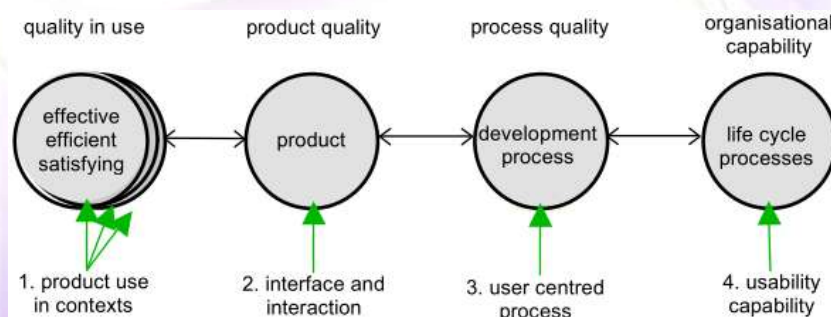 quality in use
product quality
process quality
organisational
capability
effective
efficient
satisfying
product
development
process
life cycle
processes
1. product use
in contexts
2. interface and
interaction
3. user centred
process
4. usability
capability